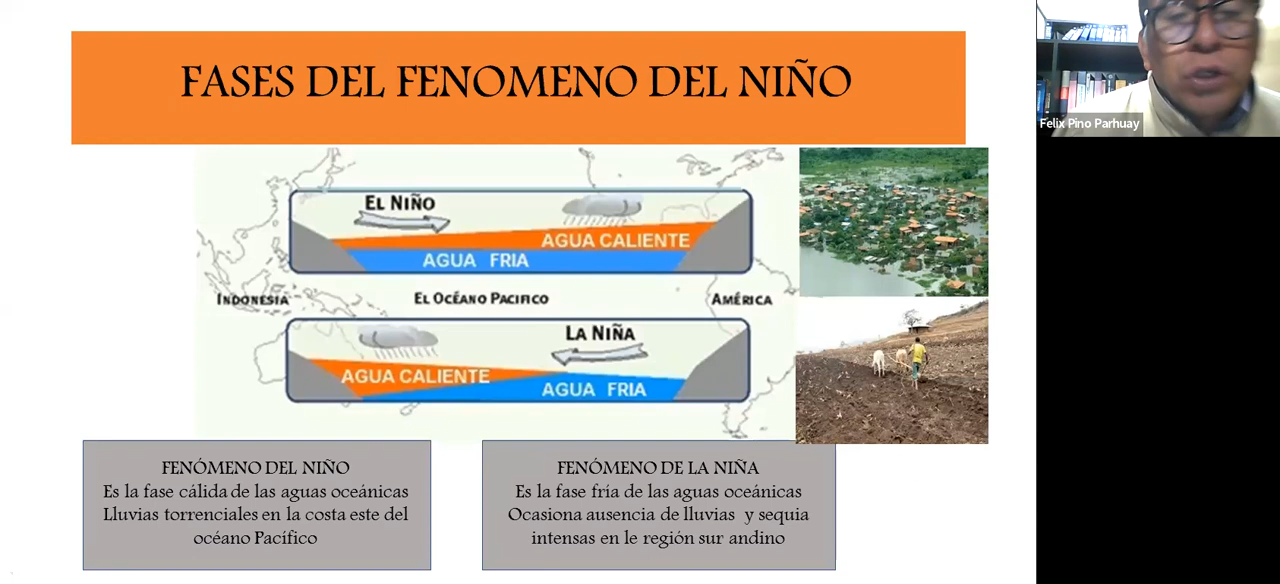 FASES DEL FENOMENO DEL NIÑO
Felix Pino Parhuay
EL NIÑO
AGUA CALIENTE
AGUA FRIA
INDONESIA
EL OCÉANO PACIFICO
AMÉRICA
LA NIÑA
AGUA CALIENTE
AGUA FRIA
FENÓMENO DEL NIÑO
Es la fase cálida de las aguas oceánicas
Lluvias torrenciales en la costa este del
océano Pacífico
FENÓMENO DE LA NIÑA
Es la fase fría de las aguas oceánicas
Ocasiona ausencia de lluvias y sequia
intensas en le región sur andino